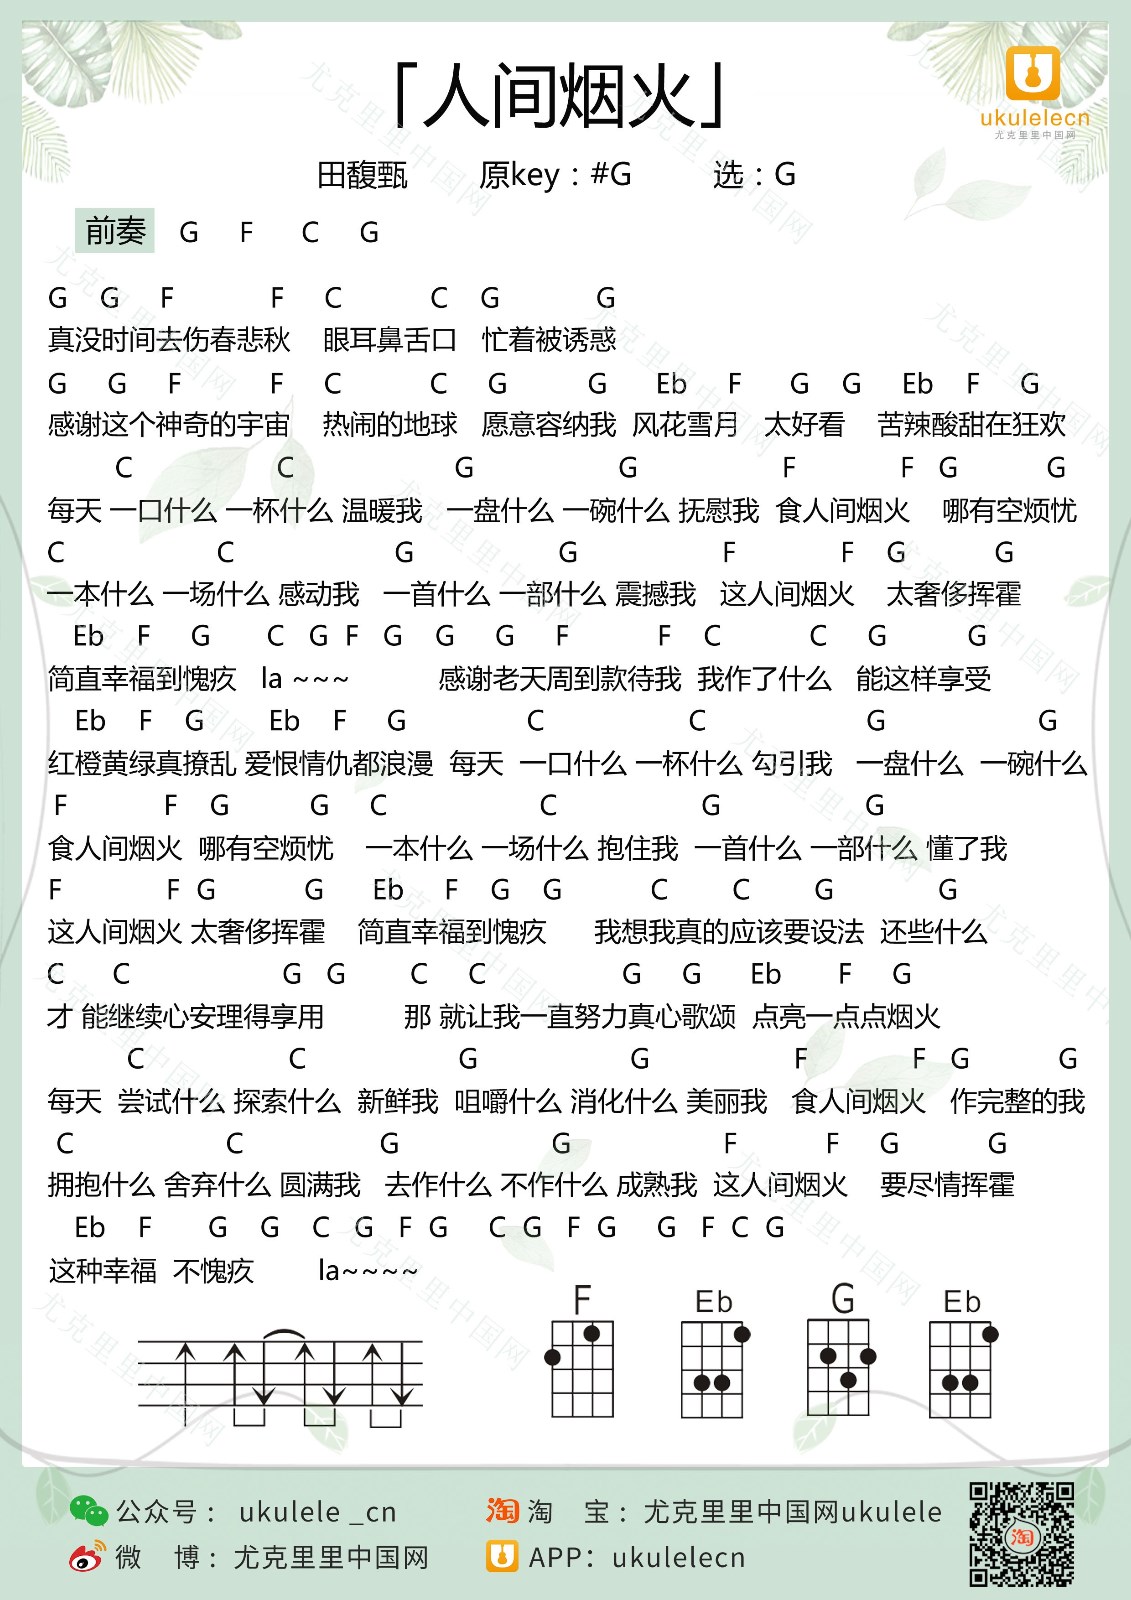 「人间烟火」
ukulelecn
尤克里里中国网
田馥甄 原key：#G 选：G
前奏 G F C G
G G F F C C G G
真没时间去伤春悲秋 眼耳鼻舌口 忙着被诱惑
G G F F C C G G Eb F G G Eb F G
感谢这个神奇的宇宙 热闹的地球 愿意容纳我 风花雪月 太好看 苦辣酸甜在狂欢
C C G G F F G G
每天 一口什么 一杯什么 温暖我 一盘什么 一碗什么 抚慰我 食人间烟火 哪有空烦忧
C C G G F F G G
一本什么 一场什么 感动我 一首什么 一部什么 震撼我 这人间烟火 太奢侈挥霍
Eb F G C G F G G G F F C C G G
简直幸福到愧疚 la ~~~ 感谢老天周到款待我 我作了什么 能这样享受
Eb F G Eb F G C C G G
红橙黄绿真撩乱 爱恨情仇都浪漫 每天 一口什么 一杯什么 勾引我 一盘什么 一碗什么
F F G G C C G G
食人间烟火 哪有空烦忧 一本什么 一场什么 抱住我 一首什么 一部什么 懂了我
F F G G Eb F G G C C G G
这人间烟火 太奢侈挥霍 简直幸福到愧疚 我想我真的应该要设法 还些什么
C C G G C C G G Eb F G
才 能继续心安理得享用 那 就让我一直努力真心歌颂 点亮一点点烟火
C C G G F F G G
每天 尝试什么 探索什么 新鲜我 咀嚼什么 消化什么 美丽我 食人间烟火 作完整的我
C C G G F F G G
拥抱什么 舍弃什么 圆满我 去作什么 不作什么 成熟我 这人间烟火 要尽情挥霍
Eb F G G C G F G C G F G G F C G
这种幸福 不愧疚 la~~~~
F Eb G Eb
公众号： ukulele _cn
淘 淘 宝：尤克里里中国网ukulele
微 博：尤克里里中国网
APP：ukulelecn
淘